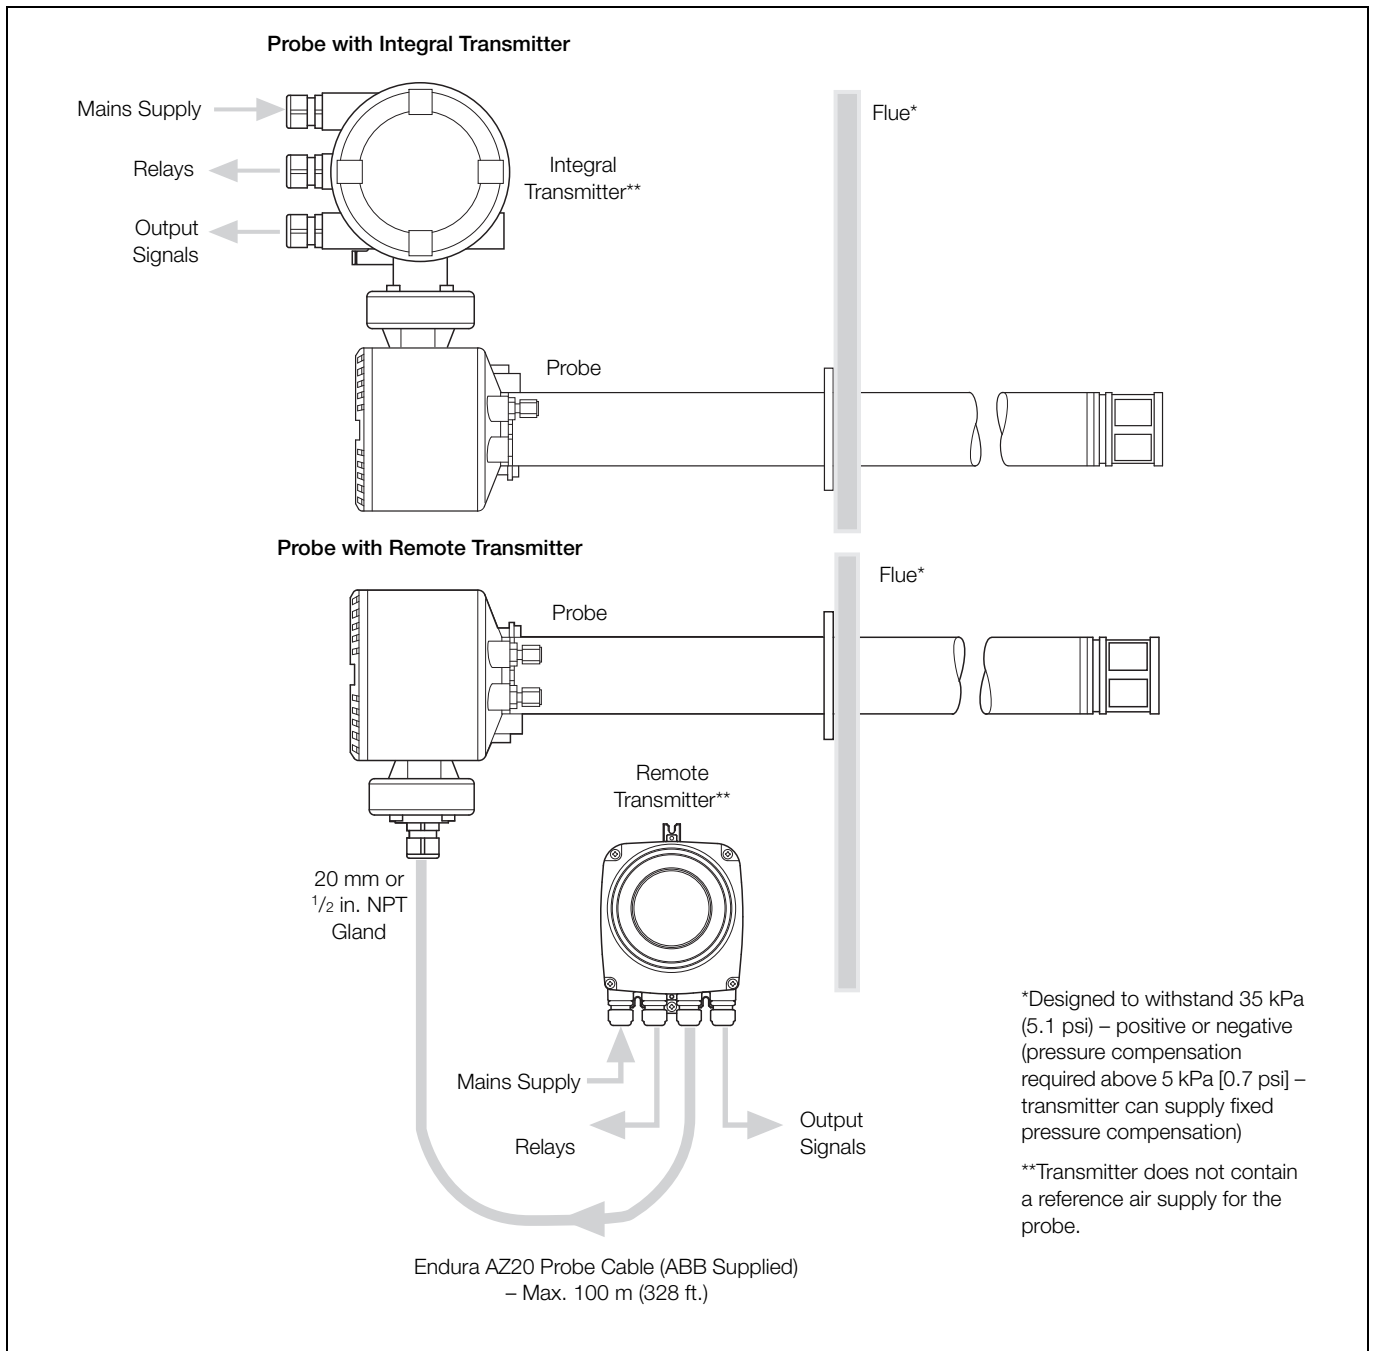 Probe with Integral Transmitter
Mains Supply
Flue*
Relays
Integral
Transmitter**
Output
Signals
Probe
Probe with Remote Transmitter
Flue*
Probe
Remote
Transmitter**
20 mm or
1/2 in. NPT
Gland
Mains Supply
Relays
Output
Signals
*Designed to withstand 35 kPa
(5.1 psi) – positive or negative
(pressure compensation
required above 5 kPa [0.7 psi] –
transmitter can supply fixed
pressure compensation)
**Transmitter does not contain
a reference air supply for the
probe.
Endura AZ20 Probe Cable (ABB Supplied)
– Max. 100 m (328 ft.)